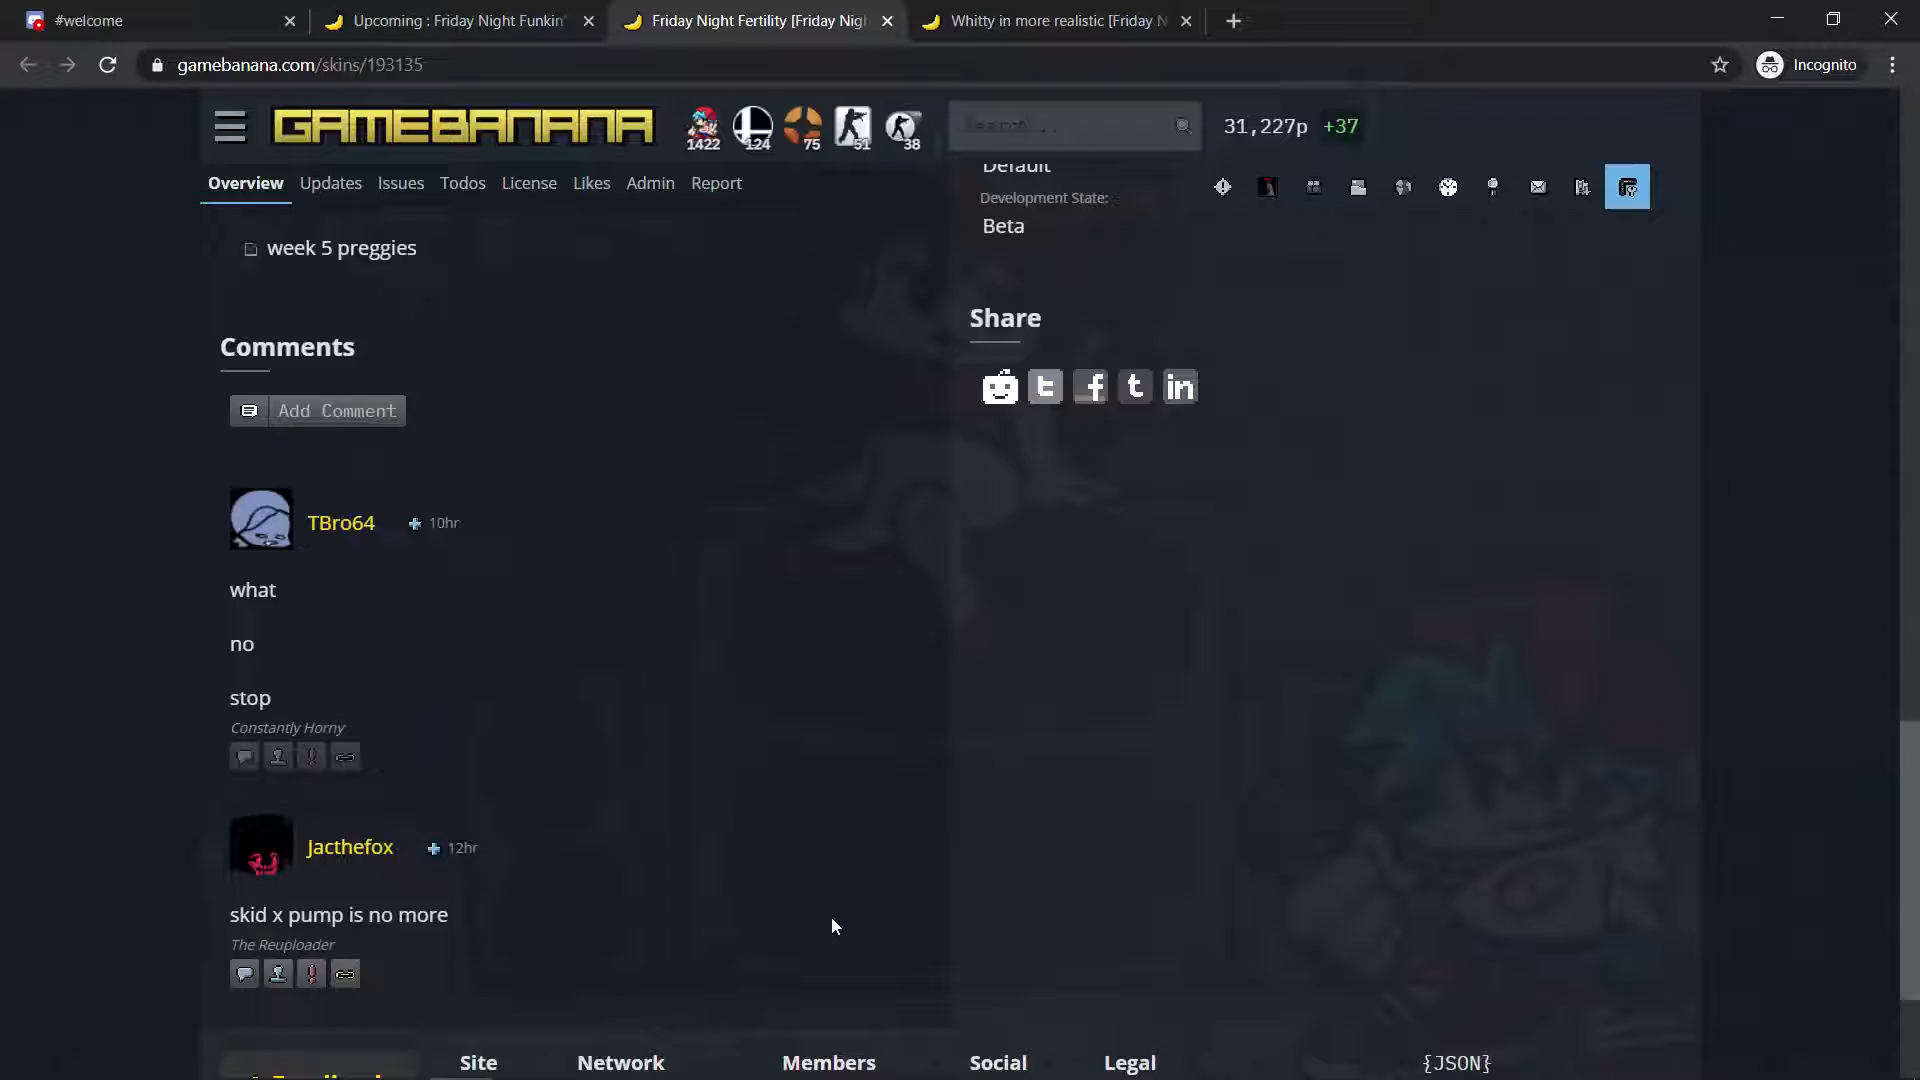 #welcome
Upcoming : Friday Night Funkin'
Friday Night Fertility [Friday Nig
Whitty in more realistic [Friday N
gamebanana.com/skins/193135
Incognito
GAMEBANANA
1422
124
75
51
38
Search ...
31,227p +37
Overview
Updates
Issues
Todos
License
Likes
Admin
Report
Default
Development State:
Beta
week 5 preggies
Share
Comments
Add Comment
TBro64
10hr
what
no
stop
Constantly Horny
Jacthefox
12hr
skid x pump is no more
The Reuploader
Site
Network
Members
Social
Legal
{JSON}